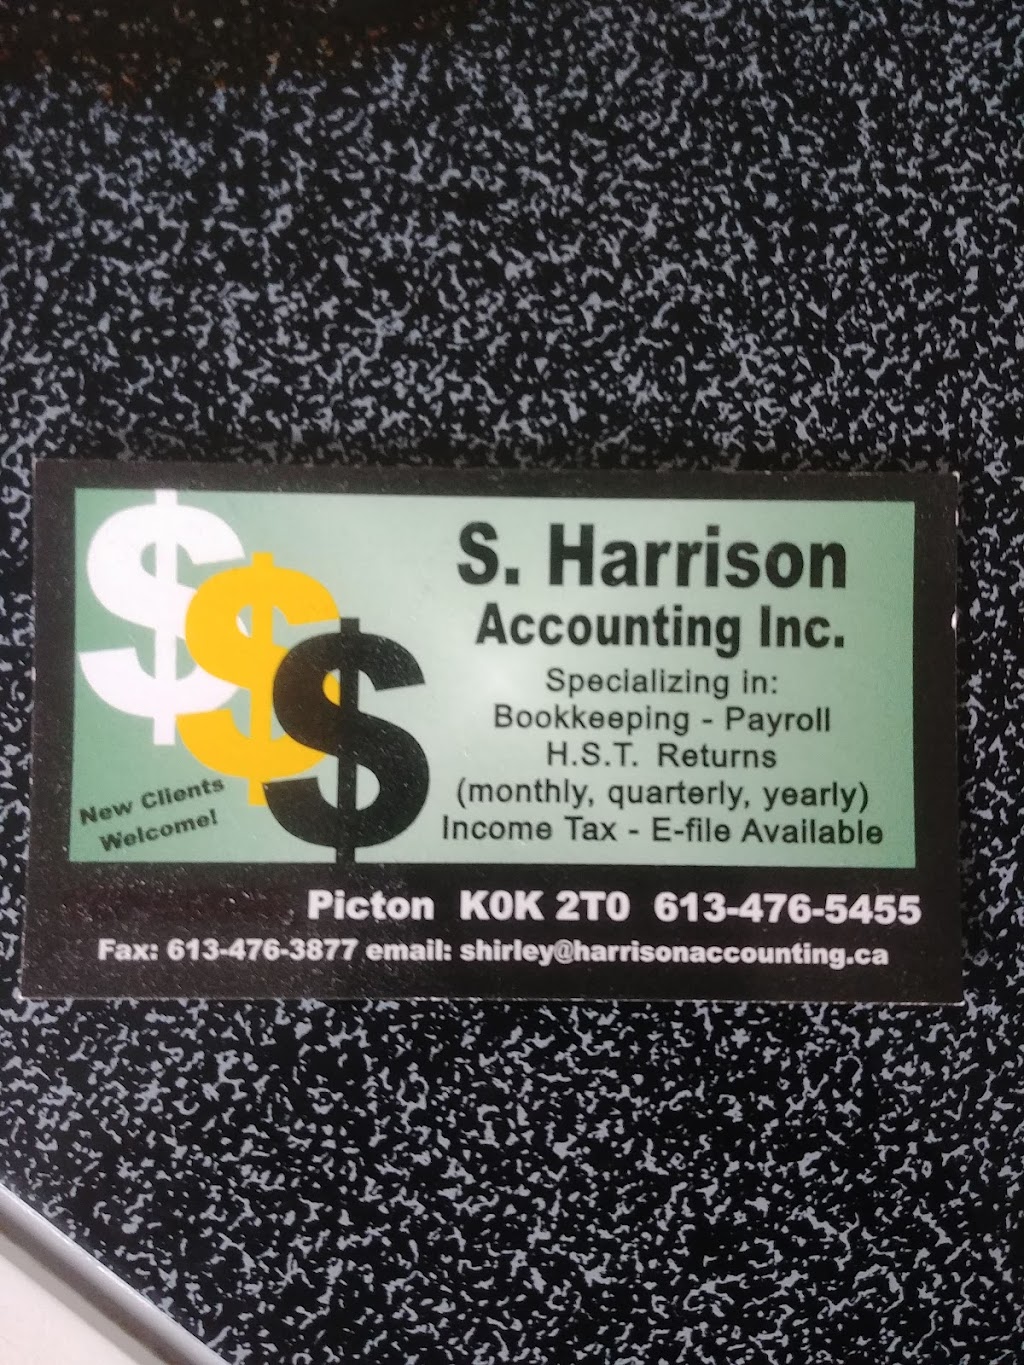 S. Harrison
Accounting Inc.
Specializing in:
Bookkeeping - Payroll
H.S.T. Returns
(monthly, quarterly, yearly)
Income Tax - E-file Available
New Clients
Welcome!
Picton K0K 2T0 613-476-5455
Fax: 613-476-3877 email: shirley@harrisonaccounting.ca